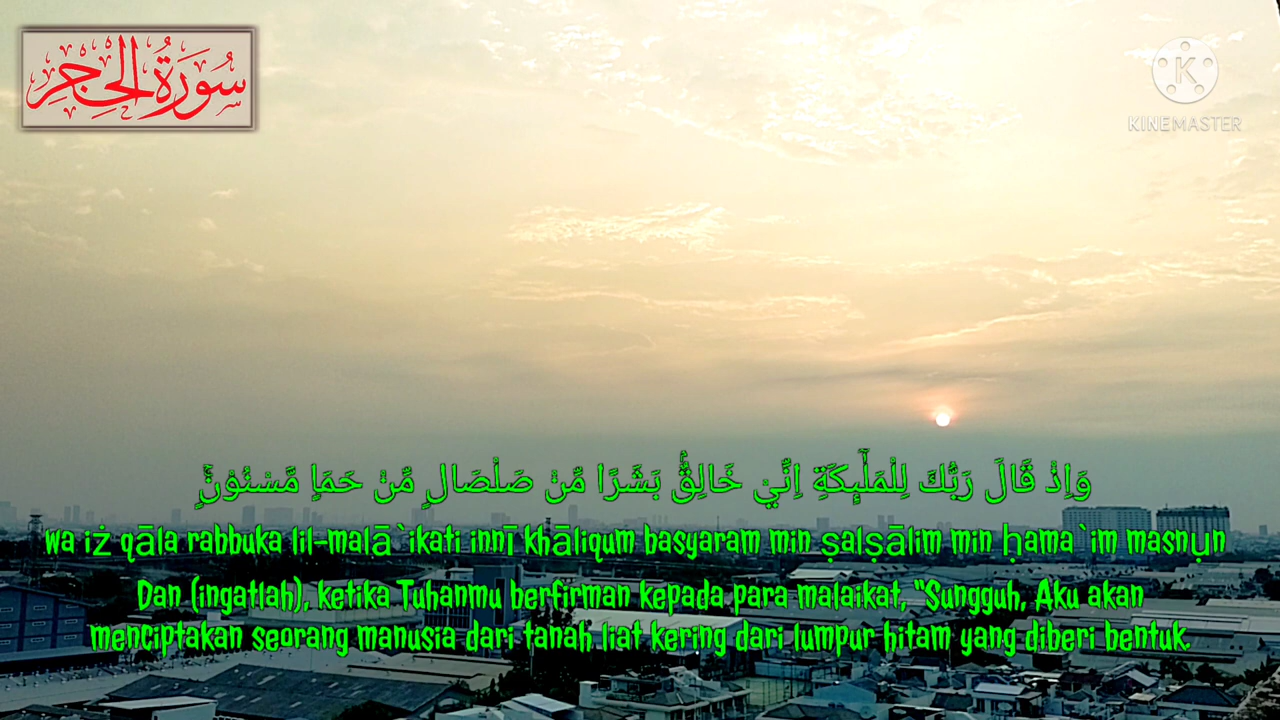 سُورَةُ الحِجرِ
KINEMASTER
وَاِذْ قَالَ رَبُّكَ لِلْمَلٰۤىِٕكَةِ اِنِّيْ خَالِقٌۢ بَشَرًا مِّنْ صَلْصَالٍ مِّنْ حَمَاٍ مَّسْنُوْنٍۚ
wa iż qāla rabbuka lil-malā`ikati innī khāliqum basyaram min ṣalṣālim min ḥama`im masnụn
Dan (ingatlah), ketika Tuhanmu berfirman kepada para malaikat, "Sungguh, Aku akan
menciptakan seorang manusia dari tanah liat kering dari lumpur hitam yang diberi bentuk.